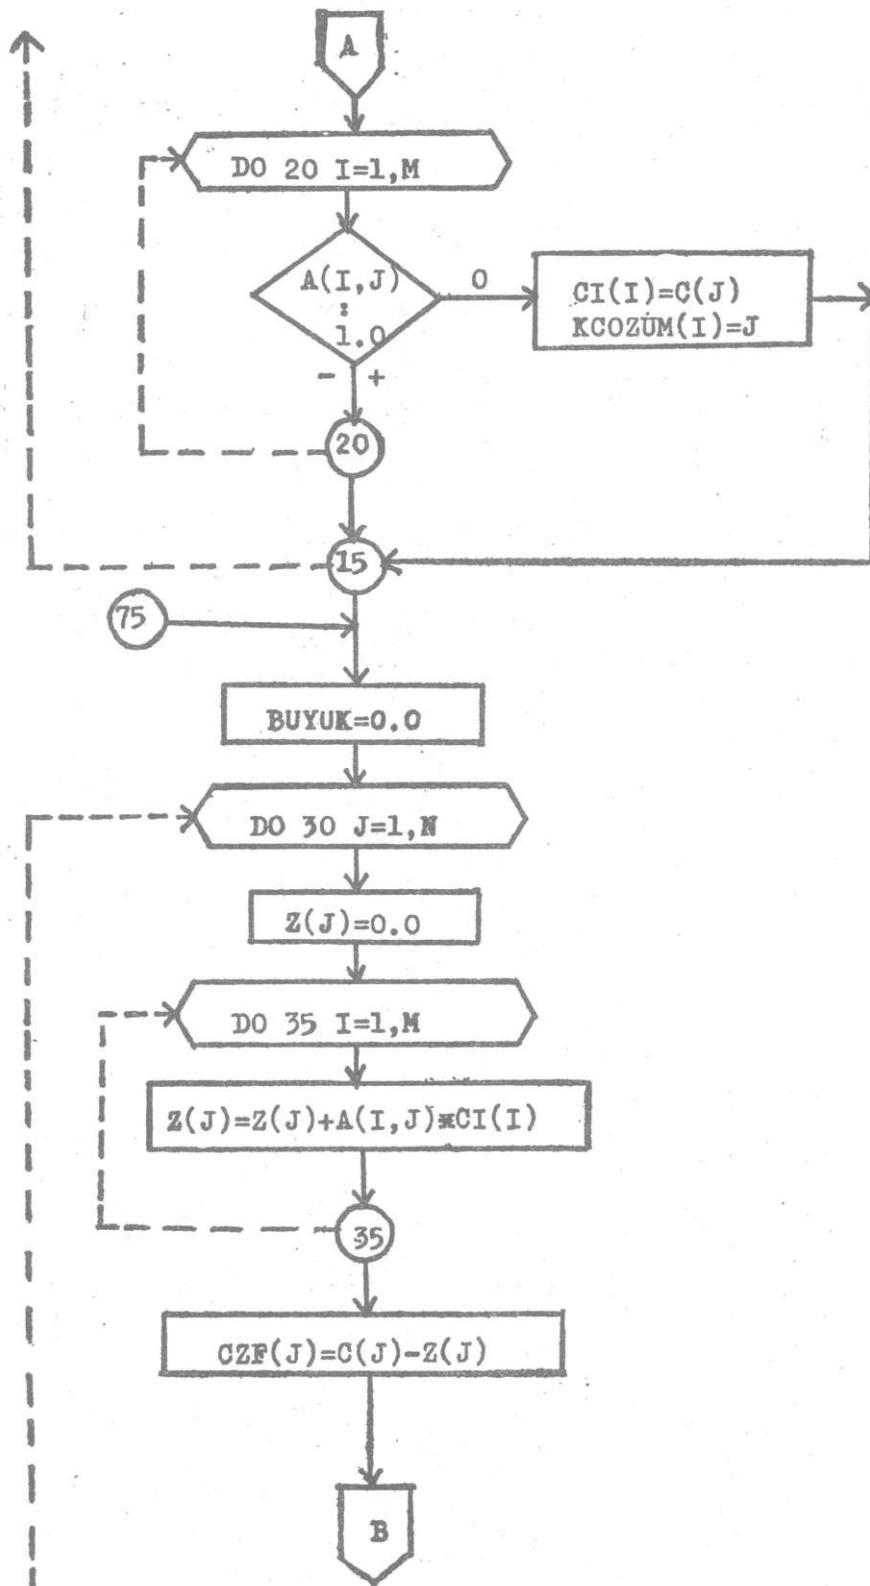 A
DO 20 I=1,M
A(I,J)
:
1.0
0
CI(I)=C(J)
KCOZÜM(I)=J
- +
20
15
75
BUYUK=0.0
DO 30 J=1,N
Z(J)=0.0
DO 35 I=1,M
Z(J)=Z(J)+A(I,J)*CI(I)
35
CZF(J)=C(J)-Z(J)
B